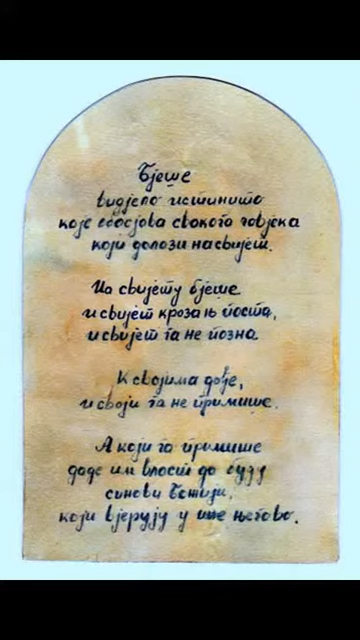 Бјеше
видјело истинито
које обасјава свакога човјека
који долази на свијет.
На свијету бјеше
и свијет кроза њ поста,
и свијет га не позна.
К својима дође,
и своји га не примише.
А који га примише
даде им власт да буду
синови Божији,
који вјерују у име његово.